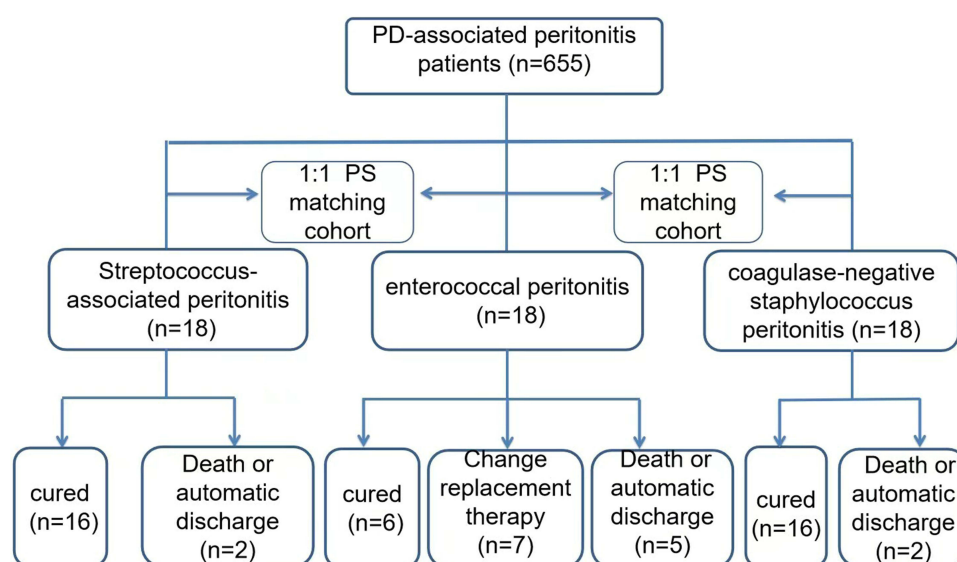 PD-associated peritonitis
patients (n=655)
1:1 PS
matching
cohort
1:1 PS
matching
cohort
Streptococcus-
associated peritonitis
(n=18)
enterococcal peritonitis
(n=18)
coagulase-negative
staphylococcus
peritonitis (n=18)
cured
(n=16)
Death or
automatic
discharge
(n=2)
cured
(n=6)
Change
replacement
therapy
(n=7)
Death or
automatic
discharge
(n=5)
cured
(n=16)
Death or
automatic
discharge
(n=2)